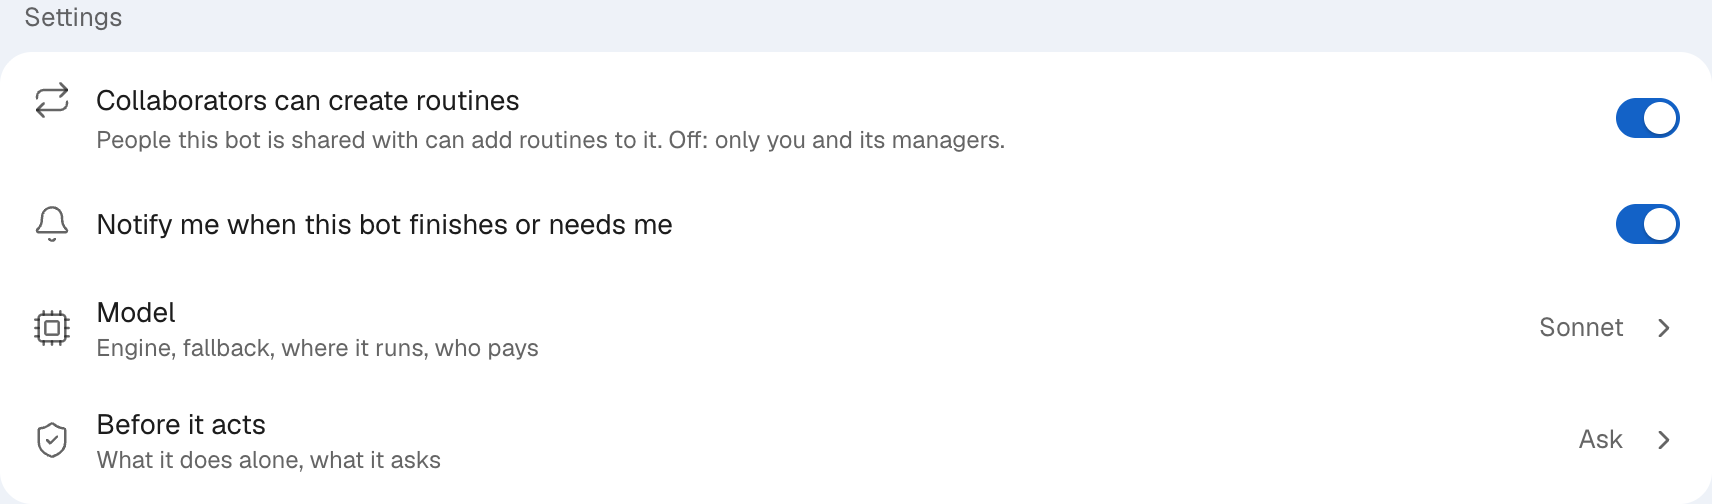 Settings
Collaborators can create routines
People this bot is shared with can add routines to it. Off: only you and its managers.
Notify me when this bot finishes or needs me
Model
Engine, fallback, where it runs, who pays
Sonnet
Before it acts
What it does alone, what it asks
Ask